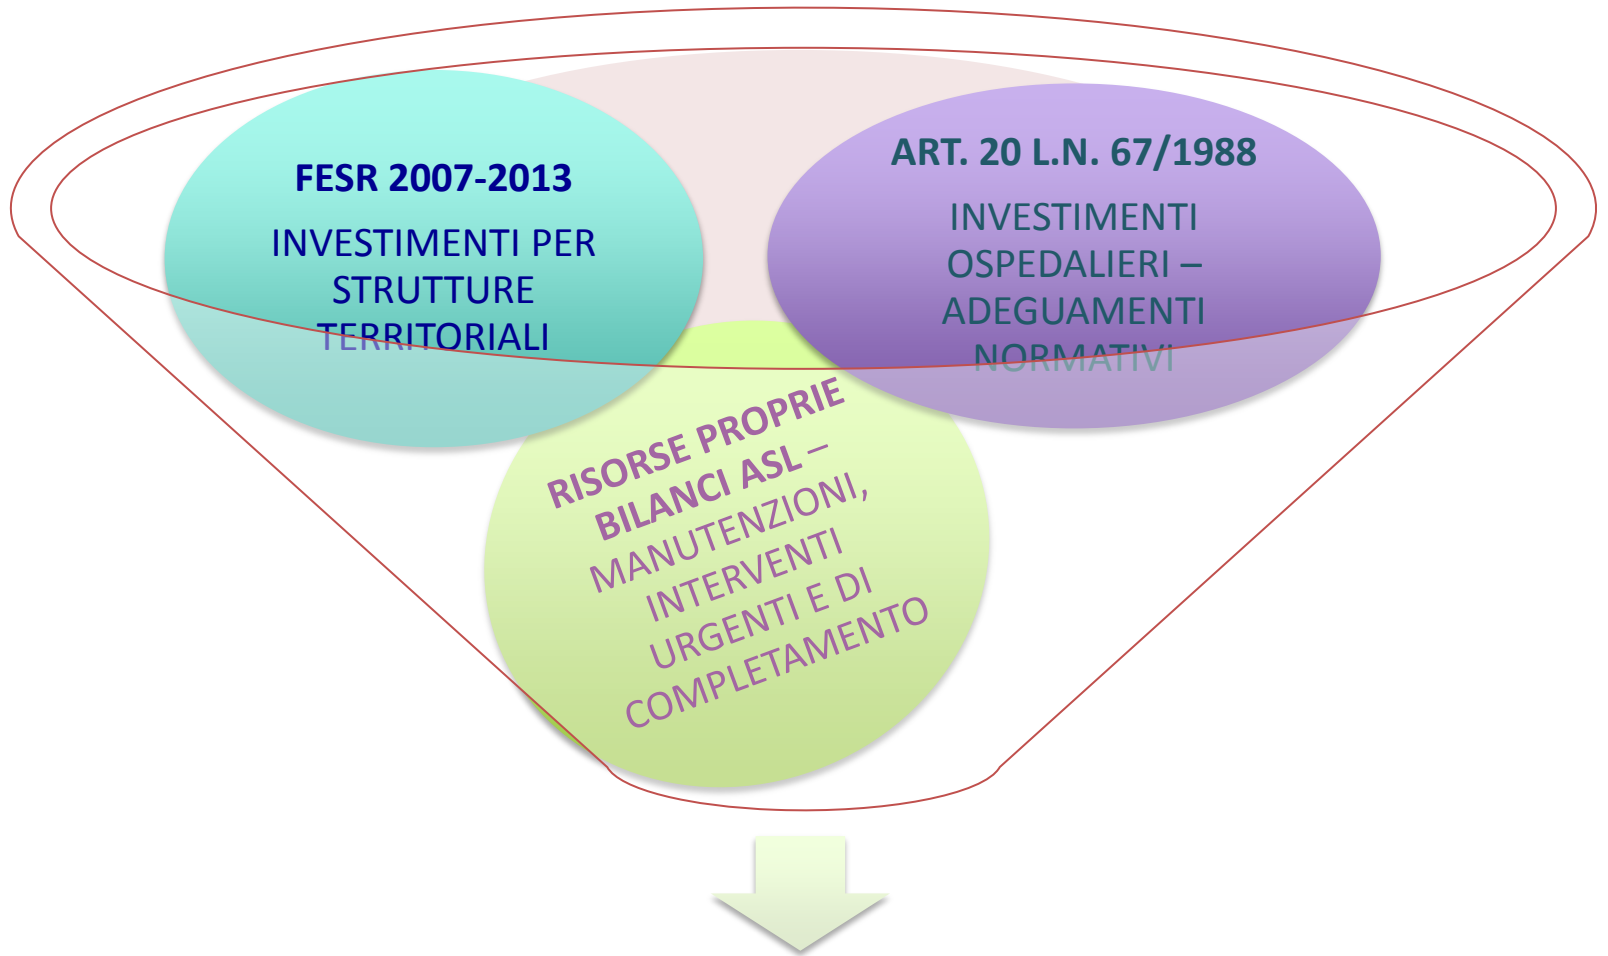 FESR 2007-2013
INVESTIMENTI PER
STRUTTURE
TERRITORIALI
ART. 20 L.N. 67/1988
INVESTIMENTI
OSPEDALIERI –
ADEGUAMENTI
NORMATIVI
RISORSE PROPRIE
BILANCI ASL –
MANUTENZIONI,
INTERVENTI
URGENTI E DI
COMPLETAMENTO